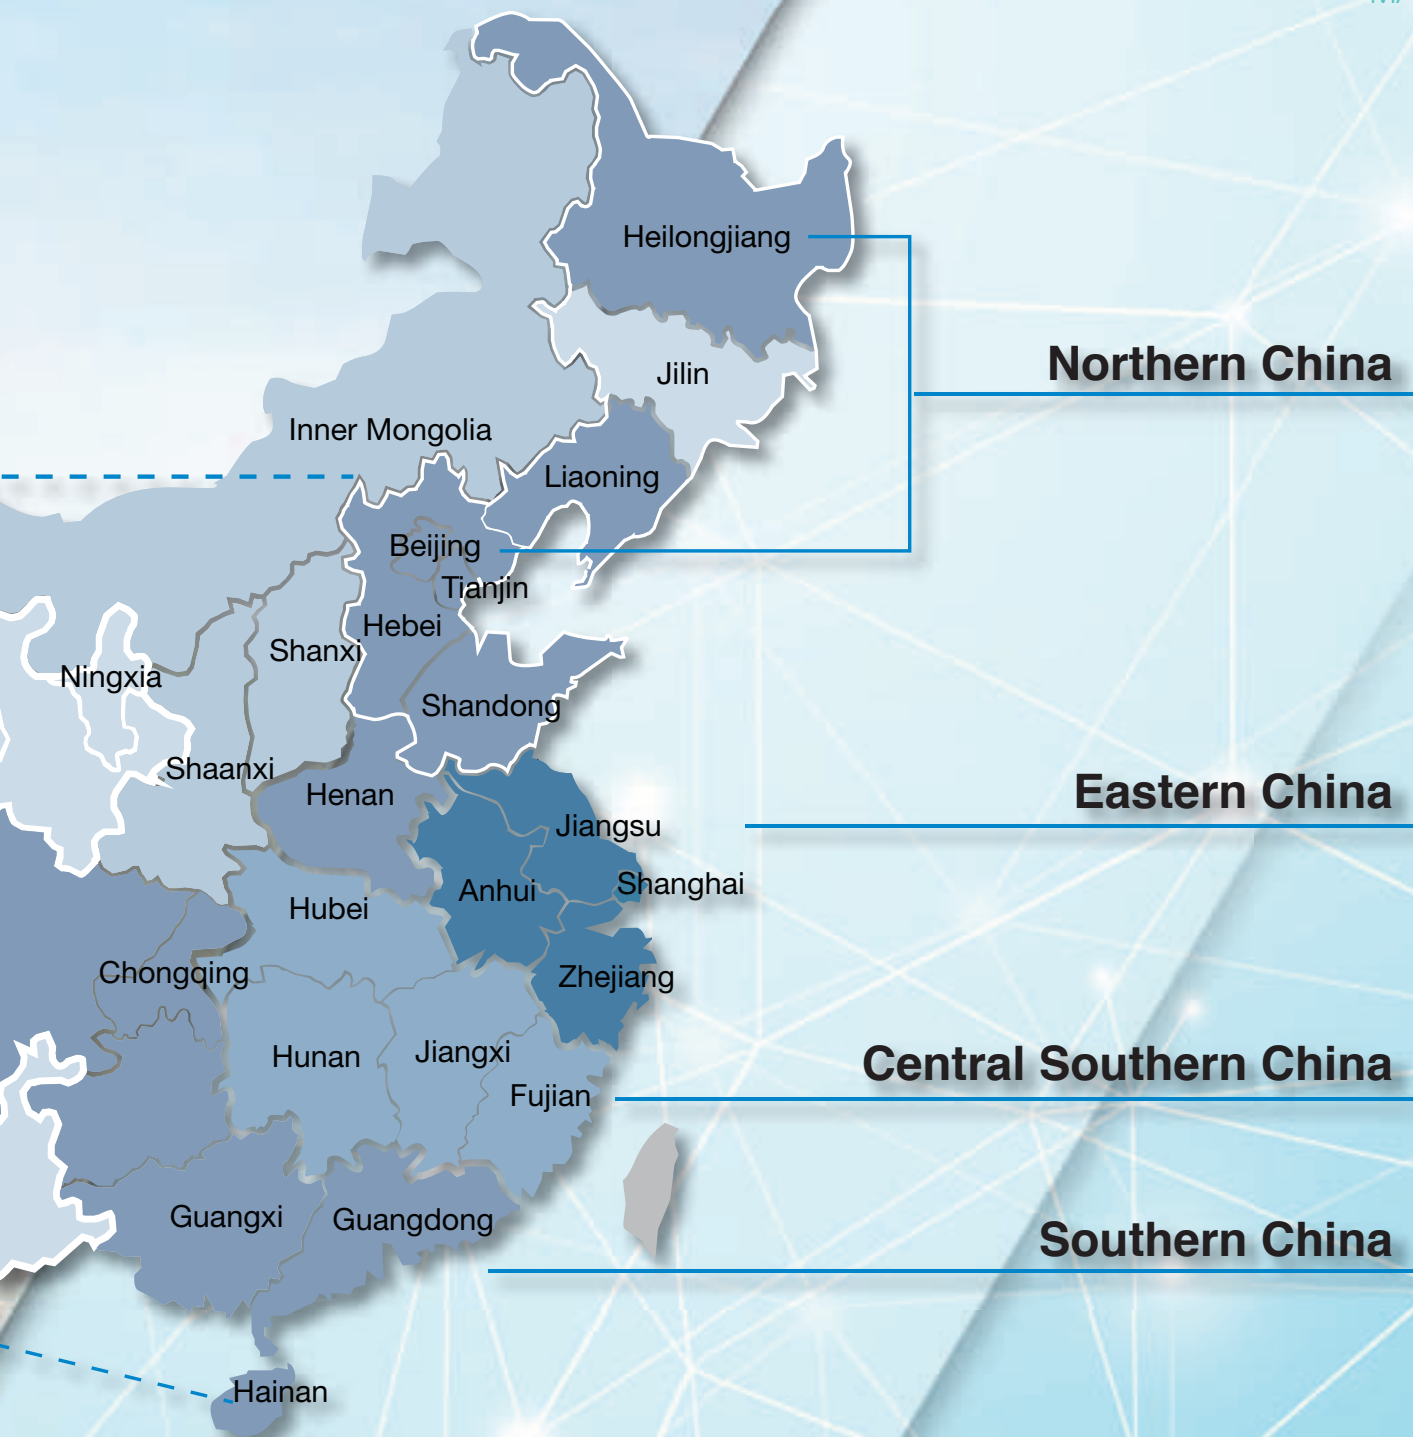 Heilongjiang
Northern China
Jilin
Inner Mongolia
Liaoning
Beijing
Tianjin
Hebei
Shanxi
Ningxia
Shandong
Shaanxi
Henan
Eastern China
Jiangsu
Anhui
Shanghai
Hubei
Chongqing
Zhejiang
Hunan
Jiangxi
Central Southern China
Fujian
Guangxi
Guangdong
Southern China
Hainan